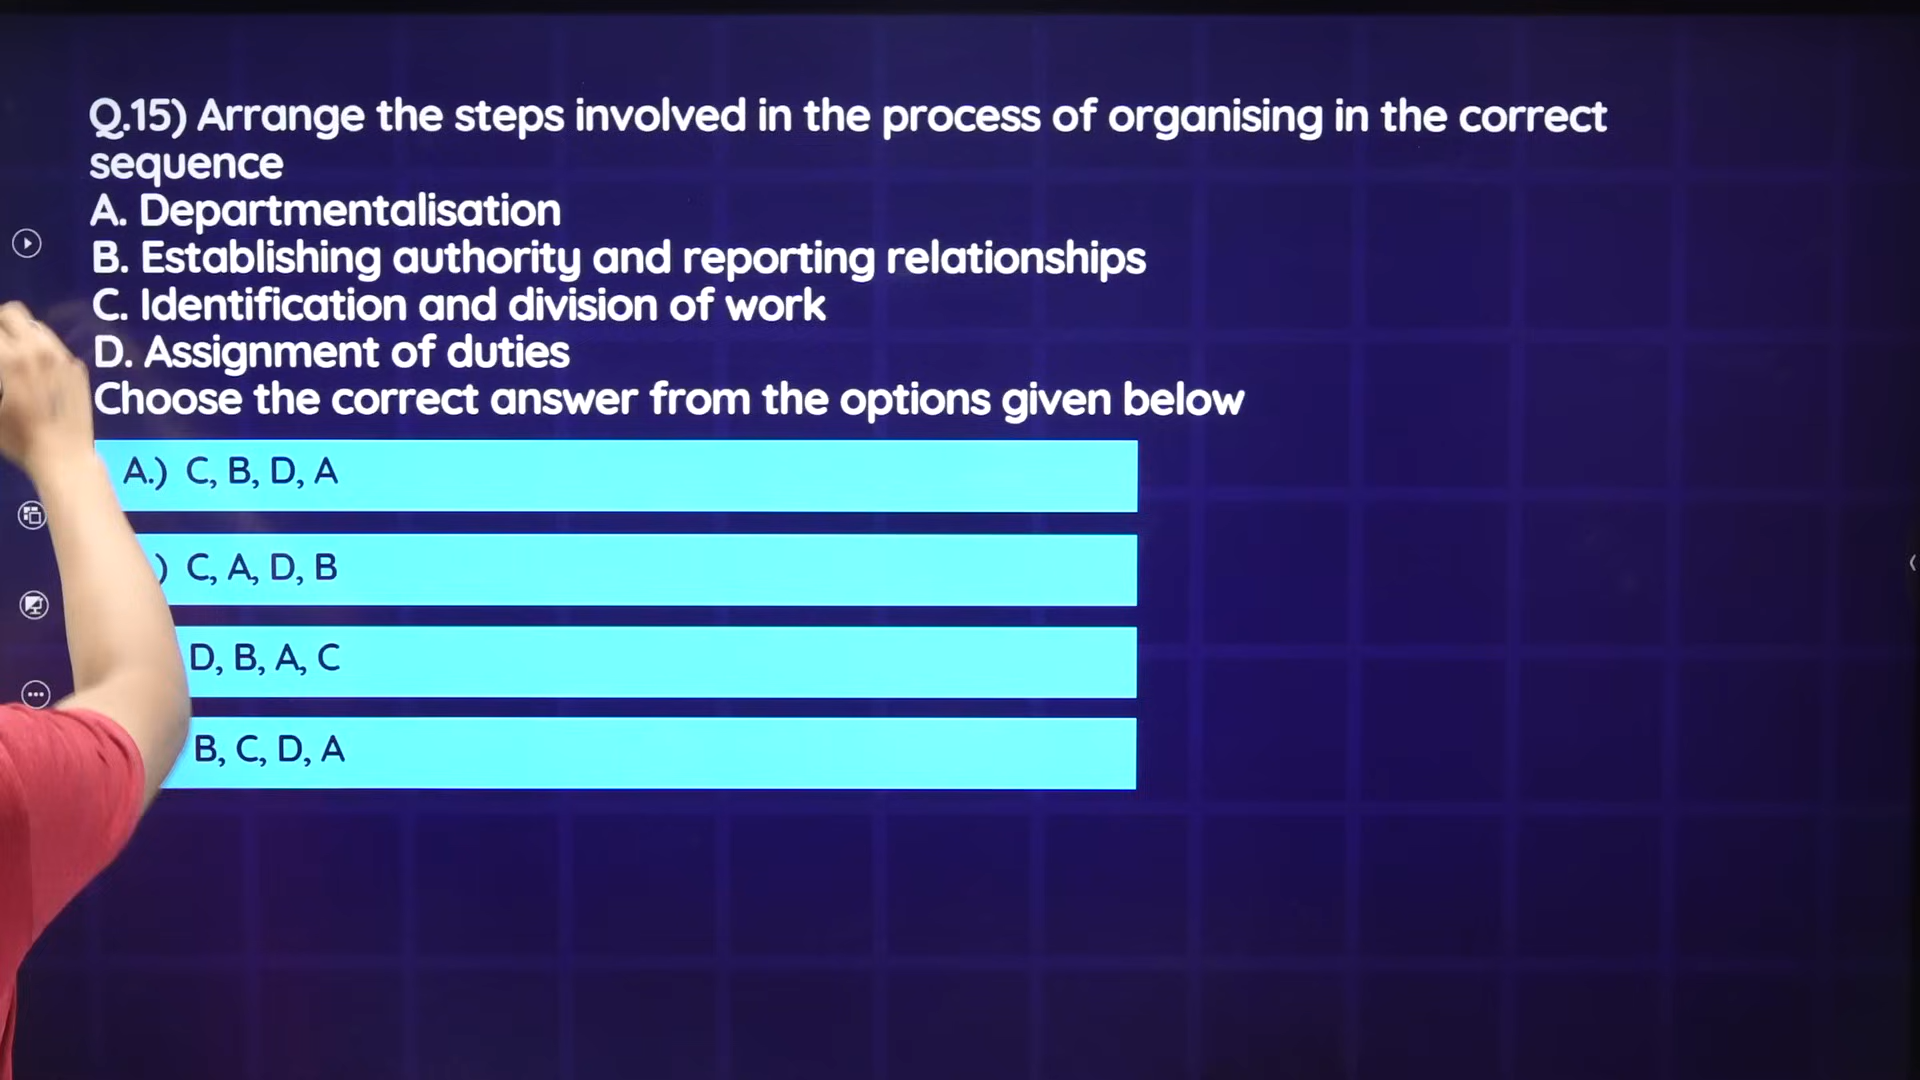 Q.15) Arrange the steps involved in the process of organising in the correct
sequence
A. Departmentalisation
B. Establishing authority and reporting relationships
C. Identification and division of work
D. Assignment of duties
Choose the correct answer from the options given below
A.) C, B, D, A
) C, A, D, B
D, B, A, C
B, C, D, A